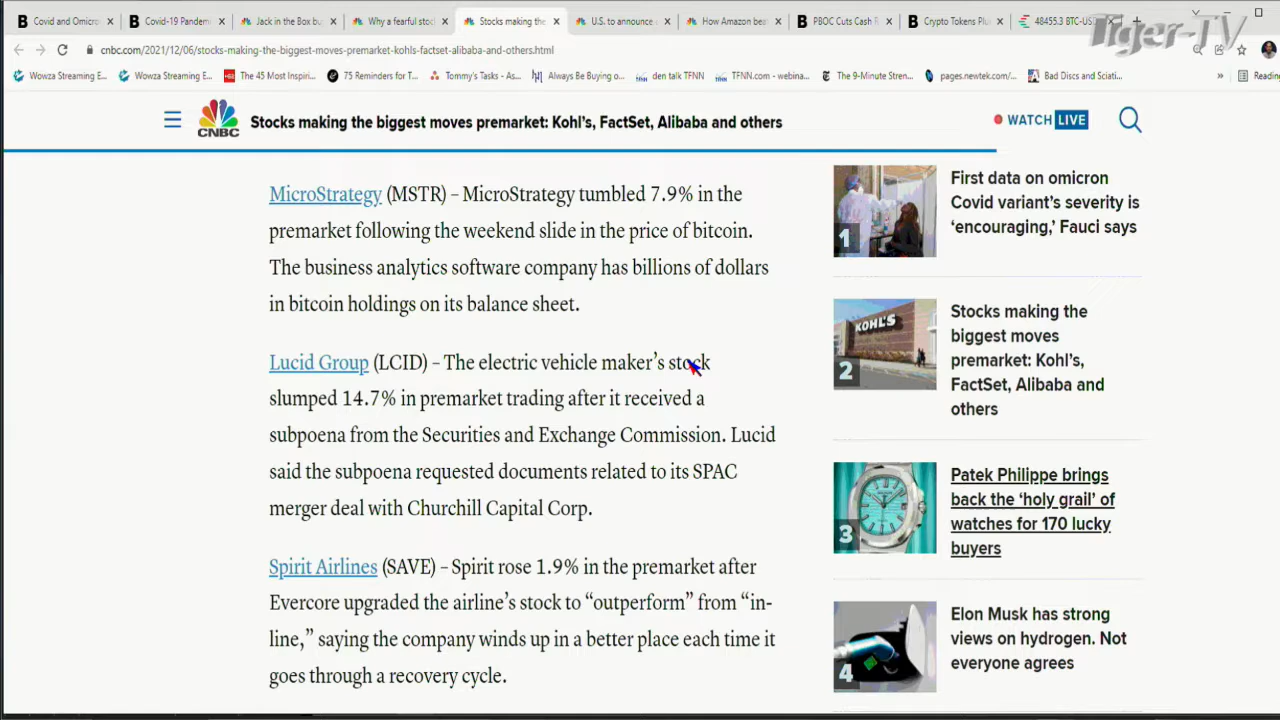 Covid and Omicro
Covid-19 Pandemi
Jack in the Box bu
Why a fearful stoc
Stocks making the
U.S. to announce
How Amazon bea
PBOC Cuts Cash R
Crypto Tokens Plu
48455.3 BTC-US
Tiger-TV
cnbc.com/2021/12/06/stocks-making-the-biggest-moves-premarket-kohls-factset-alibaba-and-others.html
Wowza Streaming E...
Wowza Streaming E...
The 45 Most Inspiri...
75 Reminders for T...
Tommy's Tasks - As...
Always Be Buying o...
den talk TFNN
TFNN.com - webina...
The 9-Minute Stren...
pages.newtek.com/...
Bad Discs and Sciati...
»
Reading
CNBC
Stocks making the biggest moves premarket: Kohl's, FactSet, Alibaba and others
WATCH LIVE
MicroStrategy (MSTR) – MicroStrategy tumbled 7.9% in the
premarket following the weekend slide in the price of bitcoin.
The business analytics software company has billions of dollars
in bitcoin holdings on its balance sheet.
Lucid Group (LCID) – The electric vehicle maker's stock
slumped 14.7% in premarket trading after it received a
subpoena from the Securities and Exchange Commission. Lucid
said the subpoena requested documents related to its SPAC
merger deal with Churchill Capital Corp.
Spirit Airlines (SAVE) – Spirit rose 1.9% in the premarket after
Evercore upgraded the airline's stock to “outperform” from “in-
line,” saying the company winds up in a better place each time it
goes through a recovery cycle.
1
First data on omicron
Covid variant's severity is
‘encouraging,’ Fauci says
KOHL'S
2
Stocks making the
biggest moves
premarket: Kohl's,
FactSet, Alibaba and
others
3
Patek Philippe brings
back the ‘holy grail’ of
watches for 170 lucky
buyers
4
Elon Musk has strong
views on hydrogen. Not
everyone agrees